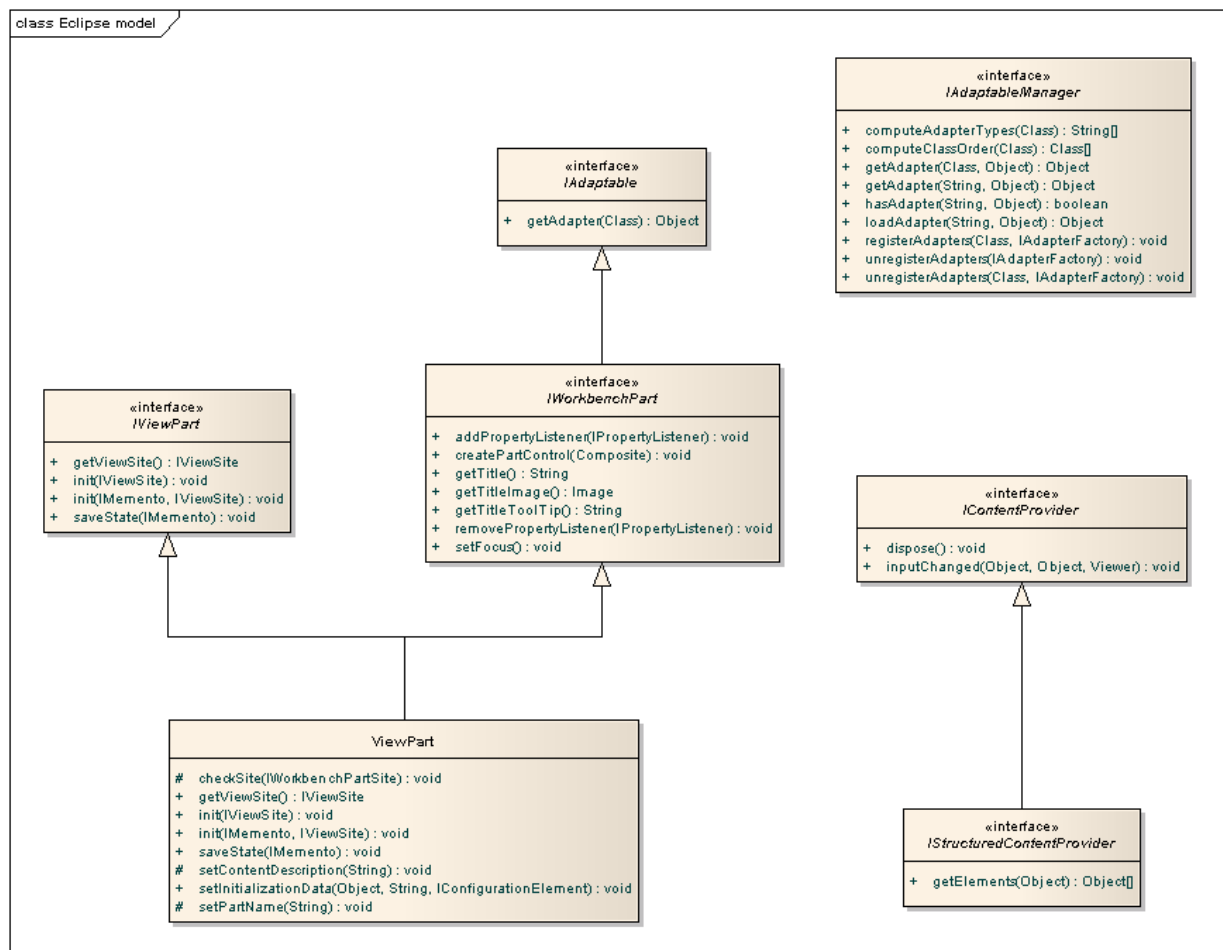 class Eclipse model
«interface»
IAdaptableManager
+ computeAdapterTypes(Class) : String[]
+ computeClassOrder(Class) : Class[]
+ getAdapter(Class, Object) : Object
+ getAdapter(String, Object) : Object
+ hasAdapter(String, Object) : boolean
+ loadAdapter(String, Object) : Object
+ registerAdapters(Class, IAdapterFactory) : void
+ unregisterAdapters(IAdapterFactory) : void
+ unregisterAdapters(Class, IAdapterFactory) : void
«interface»
IAdaptable
+ getAdapter(Class) : Object
«interface»
IViewPart
+ getViewSite() : IViewSite
+ init(IViewSite) : void
+ init(IMemento, IViewSite) : void
+ saveState(IMemento) : void
«interface»
IWorkbenchPart
+ addPropertyListener(IPropertyListener) : void
+ createPartControl(Composite) : void
+ getTitle() : String
+ getTitleImage() : Image
+ getTitleToolTip() : String
+ removePropertyListener(IPropertyListener) : void
+ setFocus() : void
«interface»
IContentProvider
+ dispose() : void
+ inputChanged(Object, Object, Viewer) : void
ViewPart
# checkSite(IWorkbenchPartSite) : void
+ getViewSite() : IViewSite
+ init(IViewSite) : void
+ init(IMemento, IViewSite) : void
+ saveState(IMemento) : void
# setContentDescription(String) : void
+ setInitializationData(Object, String, IConfigurationElement) : void
# setPartName(String) : void
«interface»
IStructuredContentProvider
+ getElements(Object) : Object[]